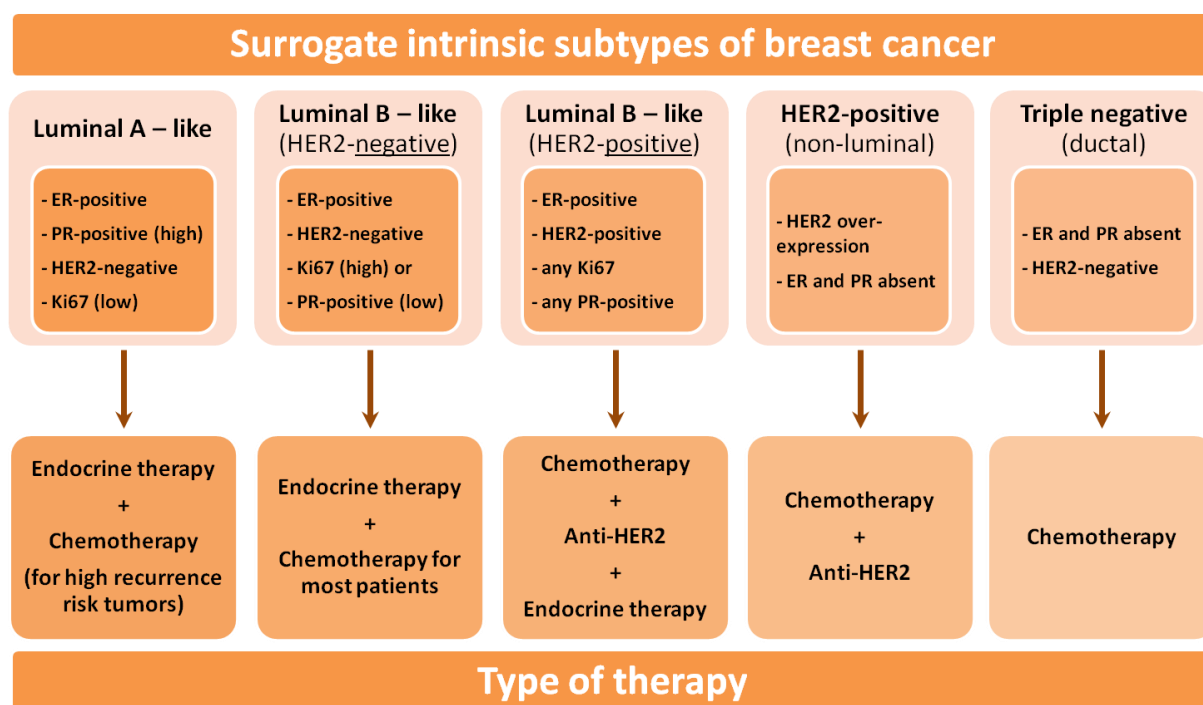 Surrogate intrinsic subtypes of breast cancer
Luminal A – like
- ER-positive
- PR-positive (high)
- HER2-negative
- Ki67 (low)
Endocrine therapy
+
Chemotherapy
(for high recurrence
risk tumors)
Luminal B – like
(HER2-negative)
- ER-positive
- HER2-negative
- Ki67 (high) or
- PR-positive (low)
Endocrine therapy
+
Chemotherapy for
most patients
Luminal B – like
(HER2-positive)
- ER-positive
- HER2-positive
- any Ki67
- any PR-positive
Chemotherapy
+
Anti-HER2
+
Endocrine therapy
HER2-positive
(non-luminal)
- HER2 over-
expression
- ER and PR absent
Chemotherapy
+
Anti-HER2
Triple negative
(ductal)
- ER and PR absent
- HER2-negative
Chemotherapy
Type of therapy